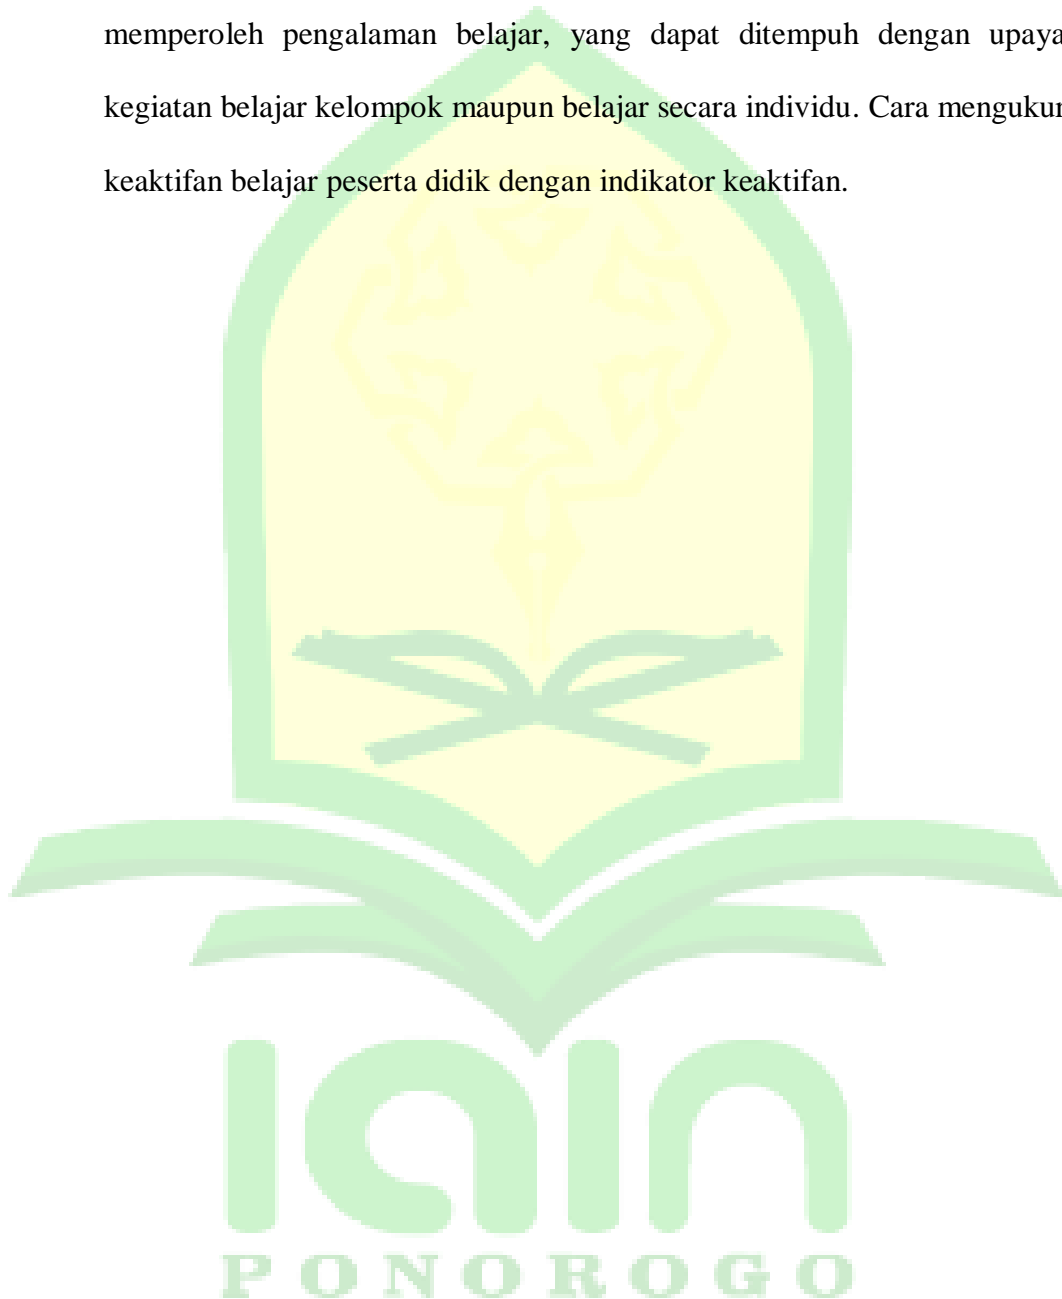 memperoleh pengalaman belajar, yang dapat ditempuh dengan upaya
kegiatan belajar kelompok maupun belajar secara individu. Cara mengukur
keaktifan belajar peserta didik dengan indikator keaktifan.
iain
PONOROGO